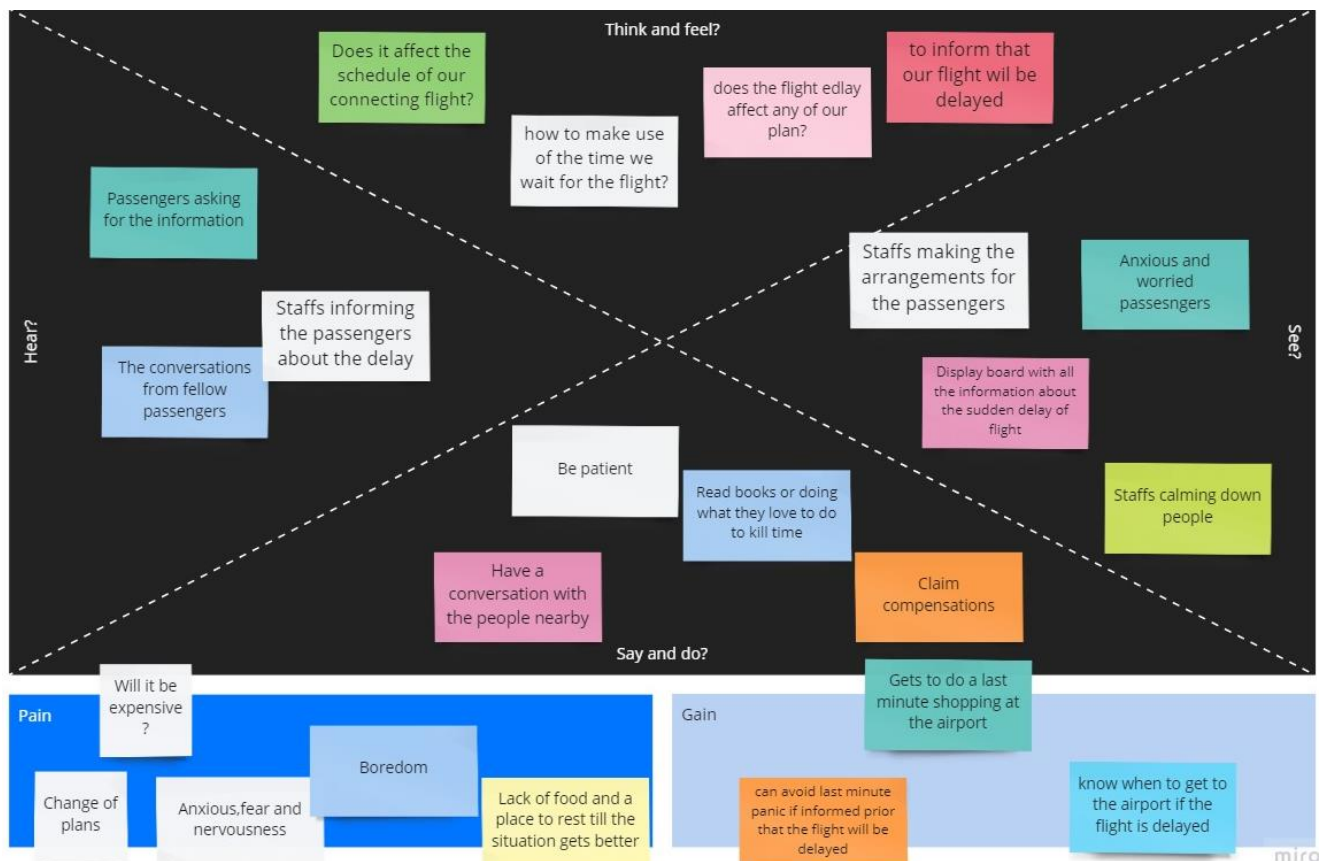 Think and feel?
Does it affect the
schedule of our
connecting flight?
how to make use
of the time we
wait for the flight?
does the flight edlay
affect any of our
plan?
to inform that
our flight wil be
delayed
Hear?
Passengers asking
for the information
Staffs informing
the passengers
about the delay
The conversations
from fellow
passengers
See?
Staffs making the
arrangements for
the passengers
Anxious and
worried
passesngers
Display board with all
the information about
the sudden delay of
flight
Staffs calming down
people
Be patient
Read books or doing
what they love to do
to kill time
Have a
conversation with
the people nearby
Claim
compensations
Say and do?
Pain
Will it be
expensive
?
Change of
plans
Anxious,fear and
nervousness
Boredom
Lack of food and a
place to rest till the
situation gets better
Gain
Gets to do a last
minute shopping at
the airport
can avoid last minute
panic if informed prior
that the flight will be
delayed
know when to get to
the airport if the
flight is delayed
miro